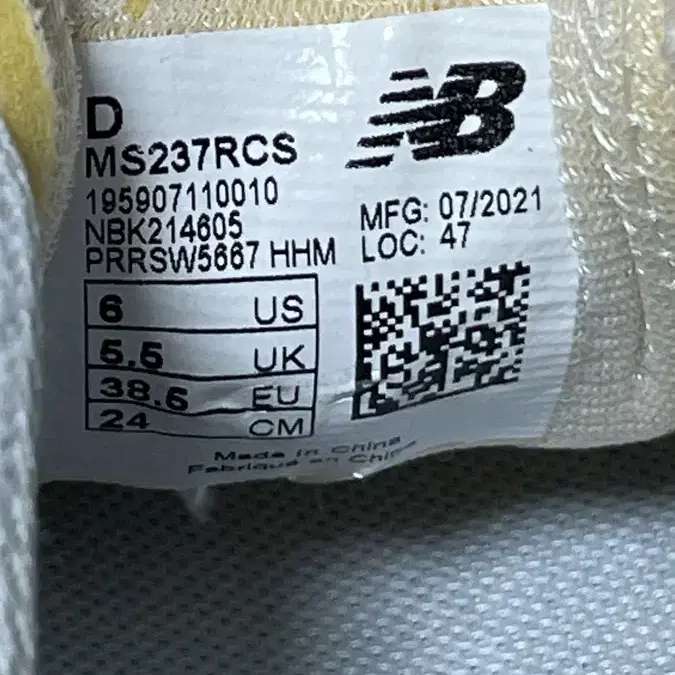 D
MS237RCS
195907110010
NBK214605
PRRSW5667 HHM
NB
MFG: 07/2021
LOC: 47
6 US
5.5 UK
38.5 EU
24 CM
Made in China
Fabriqué en Chine